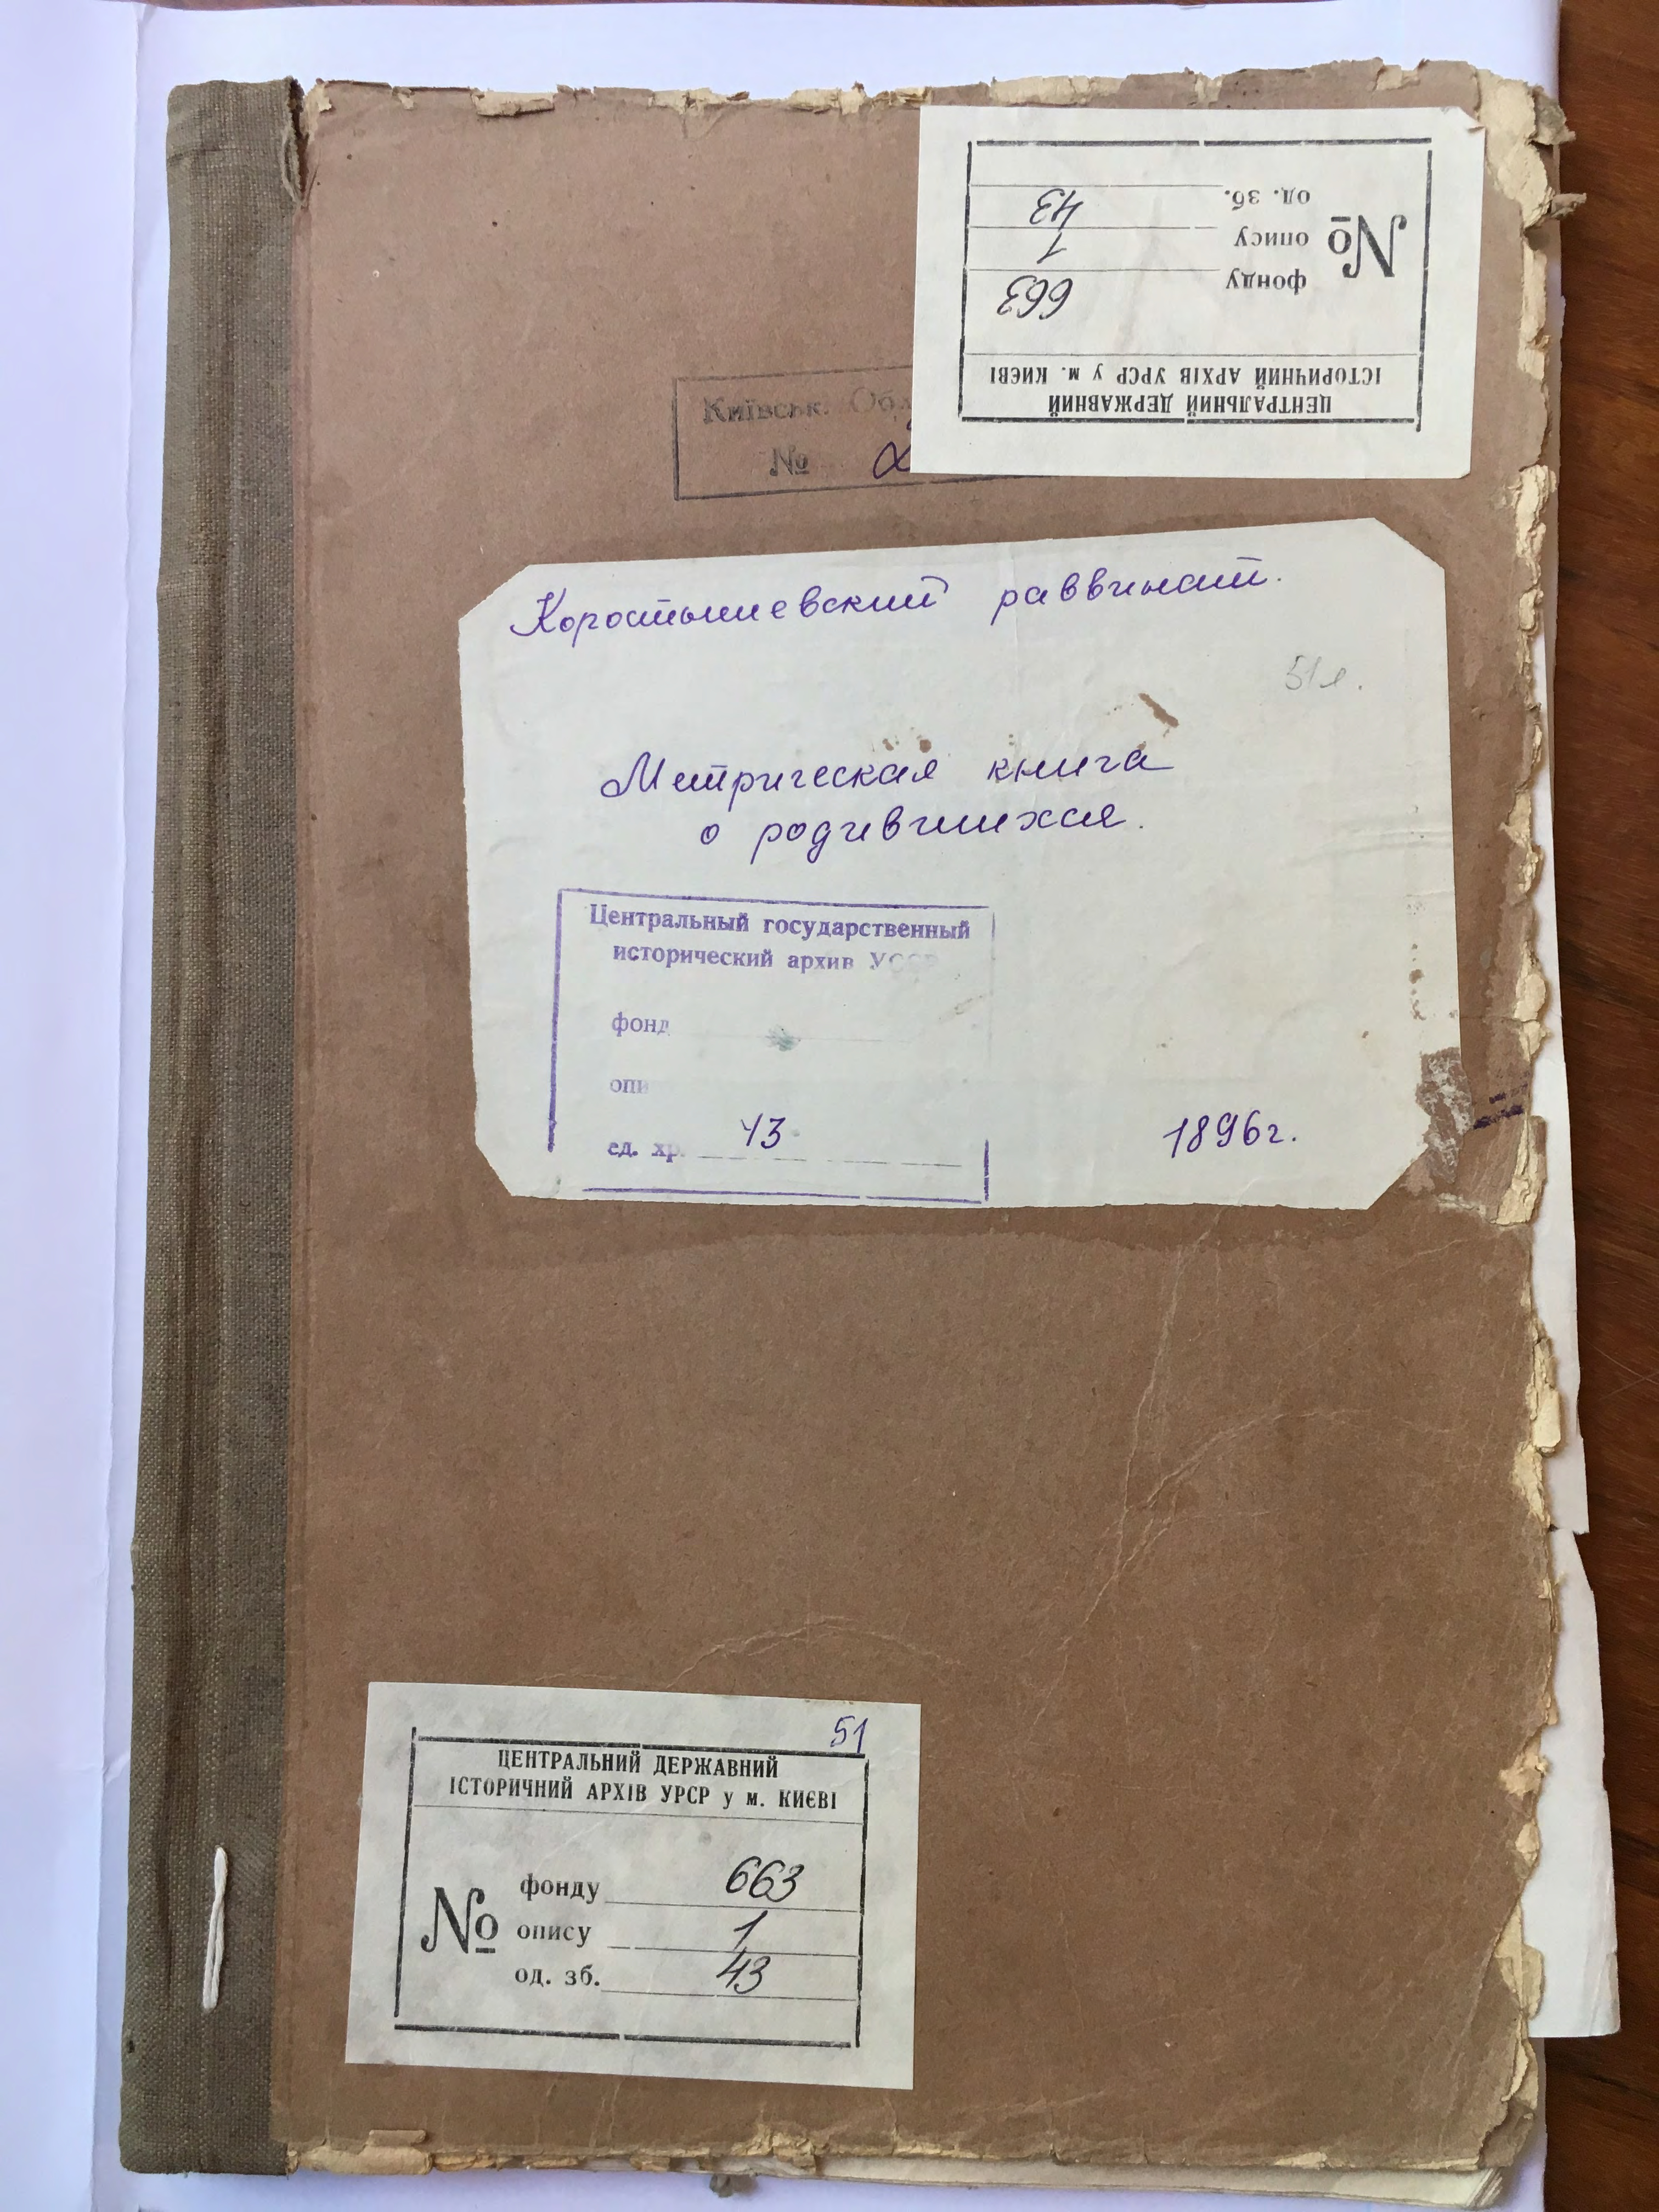 ЦЕНТРАЛЬНИЙ ДЕРЖАВНИЙ
ІСТОРИЧНИЙ АРХІВ УРСР у м. КИЄВІ
№
фонду 663
опису 1
од. зб. 43
Київськ.
№
Коростышевский раввинат.
51л.
Метрическая книга
о родившихся.
Центральный государственный
исторический архив УССР
фонд
опи
ед. хр. 43
1896г.
51
ЦЕНТРАЛЬНИЙ ДЕРЖАВНИЙ
ІСТОРИЧНИЙ АРХІВ УРСР у м. КИЄВІ
№
фонду 663
опису 1
од. зб. 43